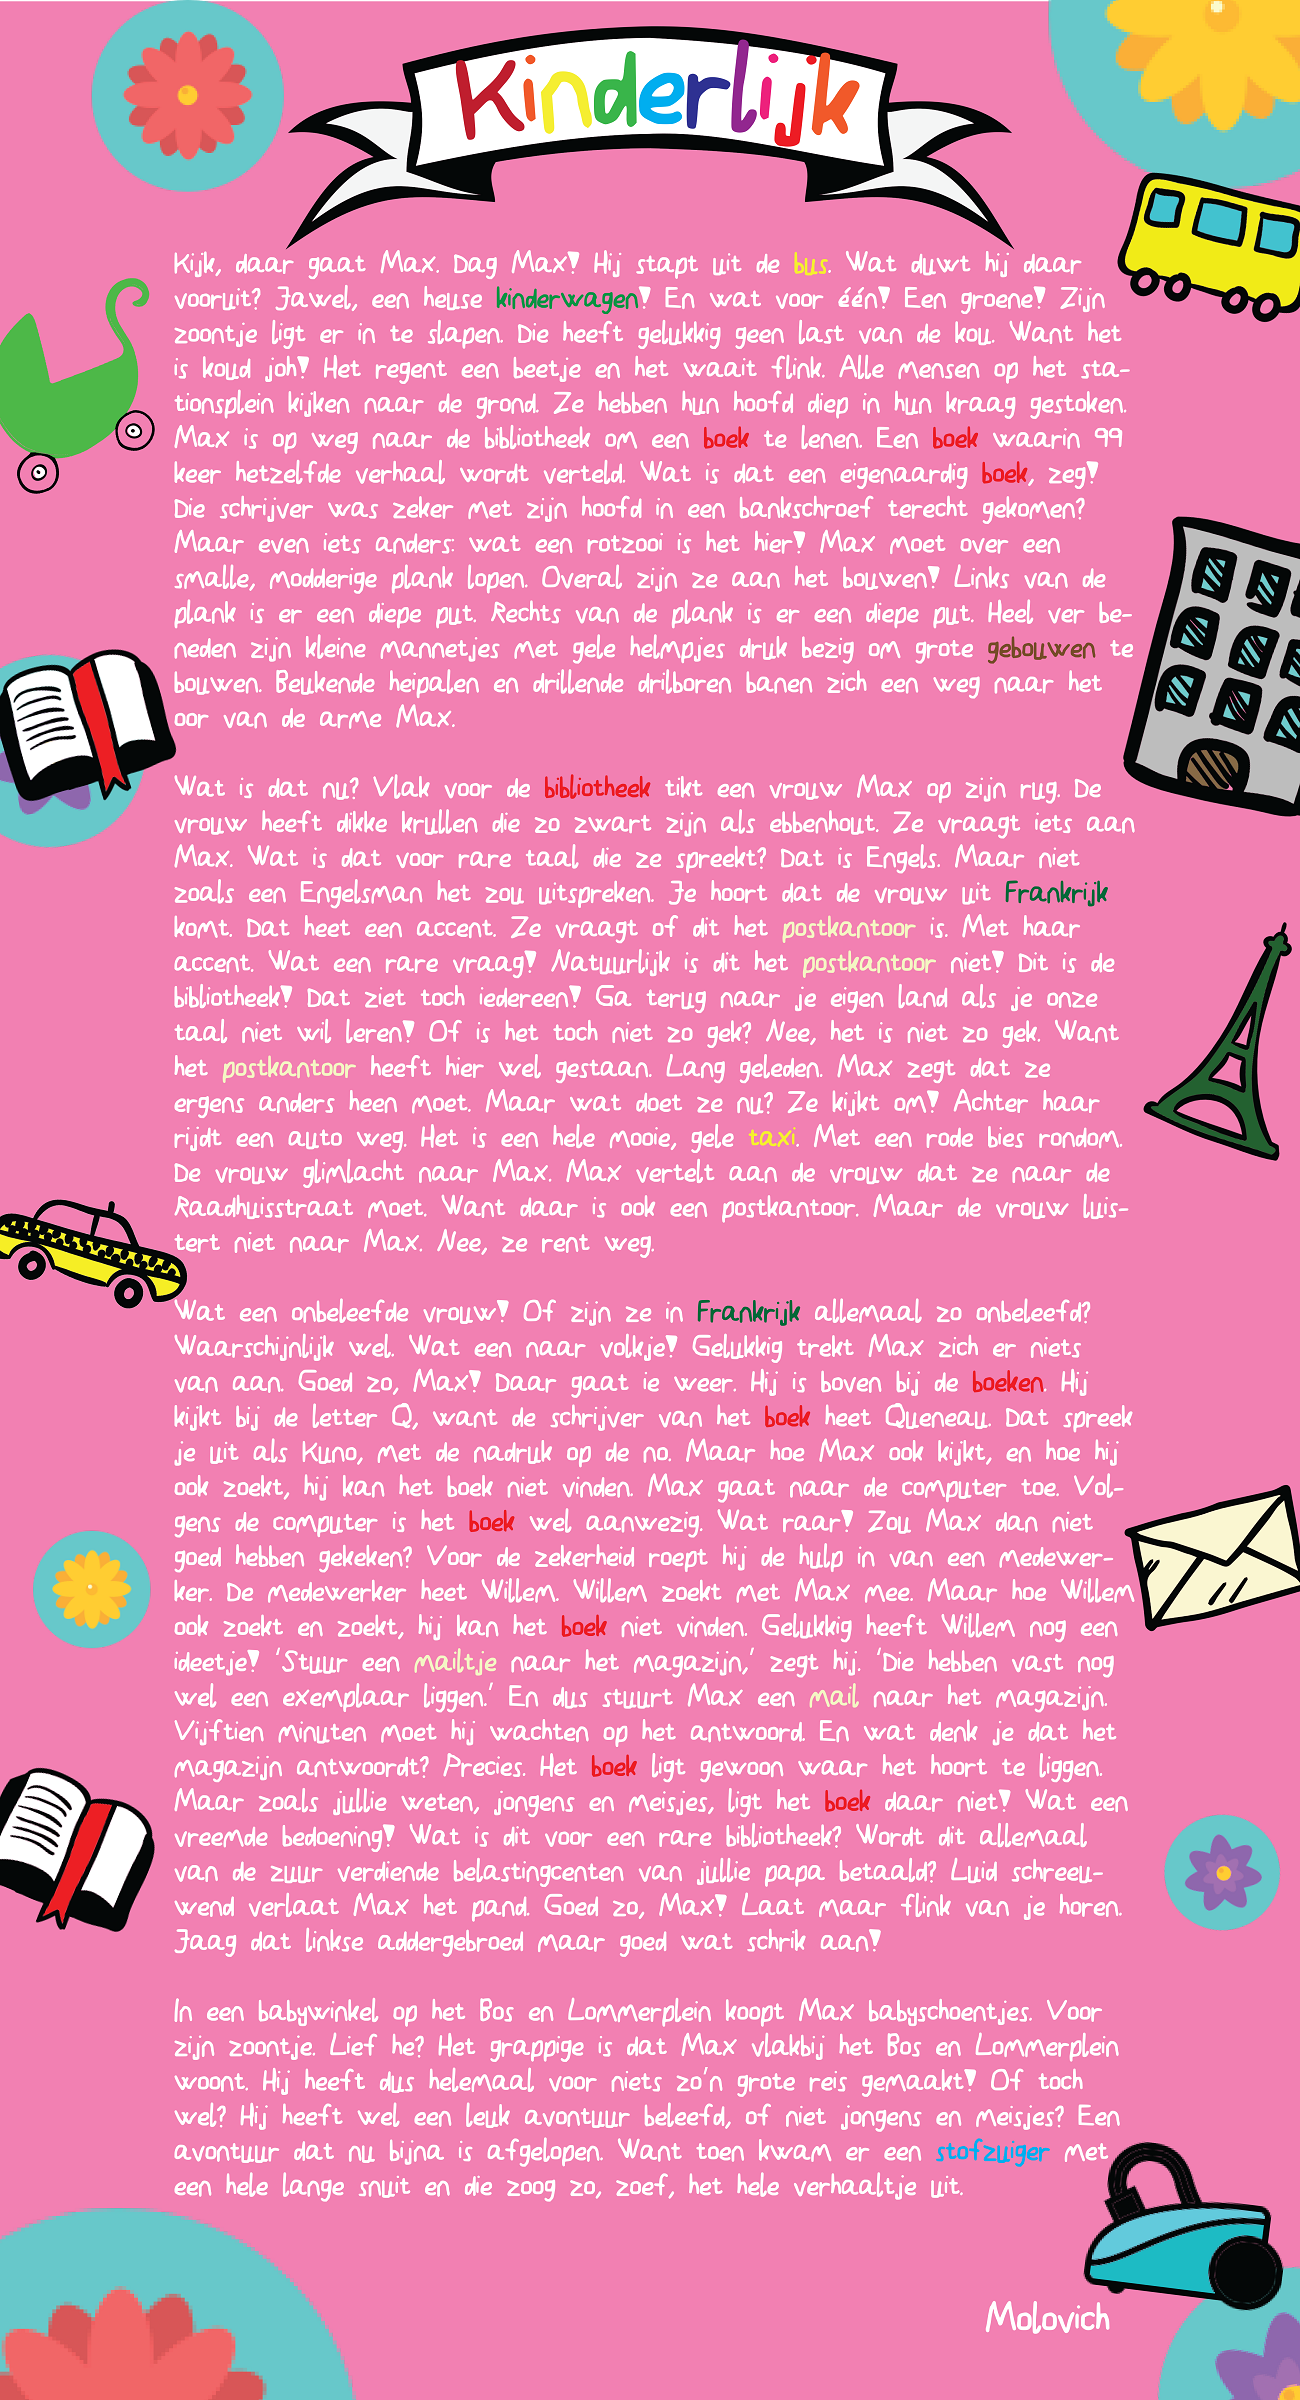 Kinderlijk
Kijk, daar gaat Max. Dag Max! Hij stapt uit de bus. Wat duwt hij daar
vooruit? Jawel, een heuse kinderwagen! En wat voor één! Een groene! Zijn
zoontje ligt er in te slapen. Die heeft gelukkig geen last van de kou. Want het
is koud joh! Het regent een beetje en het waait flink. Alle mensen op het sta-
tionsplein kijken naar de grond. Ze hebben hun hoofd diep in hun kraag gestoken.
Max is op weg naar de bibliotheek om een boek te lenen. Een boek waarin 99
keer hetzelfde verhaal wordt verteld. Wat is dat een eigenaardig boek, zeg!
Die schrijver was zeker met zijn hoofd in een bankschroef terecht gekomen?
Maar even iets anders: wat een rotzooi is het hier! Max moet over een
smalle, modderige plank lopen. Overal zijn ze aan het bouwen! Links van de
plank is er een diepe put. Rechts van de plank is er een diepe put. Heel ver be-
neden zijn kleine mannetjes met gele helmpjes druk bezig om grote gebouwen te
bouwen. Beukende heipalen en drillende drilboren banen zich een weg naar het
oor van de arme Max.
Wat is dat nu? Vlak voor de bibliotheek tikt een vrouw Max op zijn rug. De
vrouw heeft dikke krullen die zo zwart zijn als ebbenhout. Ze vraagt iets aan
Max. Wat is dat voor rare taal die ze spreekt? Dat is Engels. Maar niet
zoals een Engelsman het zou uitspreken. Je hoort dat de vrouw uit Frankrijk
komt. Dat heet een accent. Ze vraagt of dit het postkantoor is. Met haar
accent. Wat een rare vraag! Natuurlijk is dit het postkantoor niet! Dit is de
bibliotheek! Dat ziet toch iedereen! Ga terug naar je eigen land als je onze
taal niet wil leren! Of is het toch niet zo gek? Nee, het is niet zo gek. Want
het postkantoor heeft hier wel gestaan. Lang geleden. Max zegt dat ze
ergens anders heen moet. Maar wat doet ze nu? Ze kijkt om! Achter haar
rijdt een auto weg. Het is een hele mooie, gele taxi. Met een rode bies rondom.
De vrouw glimlacht naar Max. Max vertelt aan de vrouw dat ze naar de
Raadhuisstraat moet. Want daar is ook een postkantoor. Maar de vrouw luis-
tert niet naar Max. Nee, ze rent weg.
Wat een onbeleefde vrouw! Of zijn ze in Frankrijk allemaal zo onbeleefd?
Waarschijnlijk wel. Wat een naar volkje! Gelukkig trekt Max zich er niets
van aan. Goed zo, Max! Daar gaat ie weer. Hij is boven bij de boeken. Hij
kijkt bij de letter Q, want de schrijver van het boek heet Queneau. Dat spreek
je uit als Kuno, met de nadruk op de no. Maar hoe Max ook kijkt, en hoe hij
ook zoekt, hij kan het boek niet vinden. Max gaat naar de computer toe. Vol-
gens de computer is het boek wel aanwezig. Wat raar! Zou Max dan niet
goed hebben gekeken? Voor de zekerheid roept hij de hulp in van een medewer-
ker. De medewerker heet Willem. Willem zoekt met Max mee. Maar hoe Willem
ook zoekt en zoekt, hij kan het boek niet vinden. Gelukkig heeft Willem nog een
ideetje! 'Stuur een mailtje naar het magazijn,' zegt hij. 'Die hebben vast nog
wel een exemplaar liggen.' En dus stuurt Max een mail naar het magazijn.
Vijftien minuten moet hij wachten op het antwoord. En wat denk je dat het
magazijn antwoordt? Precies. Het boek ligt gewoon waar het hoort te liggen.
Maar zoals jullie weten, jongens en meisjes, ligt het boek daar niet! Wat een
vreemde bedoening! Wat is dit voor een rare bibliotheek? Wordt dit allemaal
van de zuur verdiende belastingcenten van jullie papa betaald? Luid schreeu-
wend verlaat Max het pand. Goed zo, Max! Laat maar flink van je horen.
Jaag dat linkse addergebroed maar goed wat schrik aan!
In een babywinkel op het Bos en Lommerplein koopt Max babyschoentjes. Voor
zijn zoontje. Lief he? Het grappige is dat Max vlakbij het Bos en Lommerplein
woont. Hij heeft dus helemaal voor niets zo'n grote reis gemaakt! Of toch
wel? Hij heeft wel een leuk avontuur beleefd, of niet jongens en meisjes? Een
avontuur dat nu bijna is afgelopen. Want toen kwam er een stofzuiger met
een hele lange snuit en die zoog zo, zoef, het hele verhaaltje uit.
Molovich